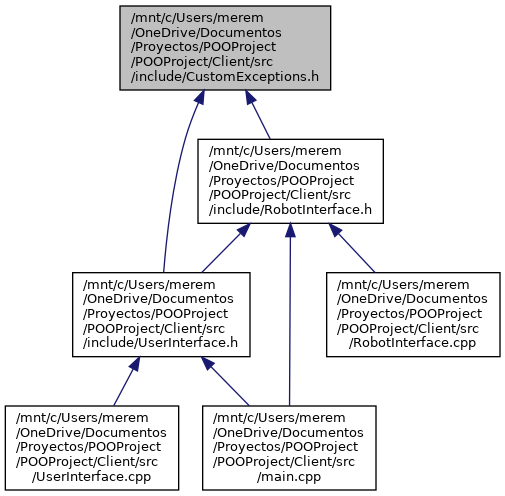 /mnt/c/Users/merem
/OneDrive/Documentos
/Proyectos/POOProject
/POOProject/Client/src
/include/CustomExceptions.h
/mnt/c/Users/merem
/OneDrive/Documentos
/Proyectos/POOProject
/POOProject/Client/src
/include/RobotInterface.h
/mnt/c/Users/merem
/OneDrive/Documentos
/Proyectos/POOProject
/POOProject/Client/src
/include/UserInterface.h
/mnt/c/Users/merem
/OneDrive/Documentos
/Proyectos/POOProject
/POOProject/Client/src
/RobotInterface.cpp
/mnt/c/Users/merem
/OneDrive/Documentos
/Proyectos/POOProject
/POOProject/Client/src
/UserInterface.cpp
/mnt/c/Users/merem
/OneDrive/Documentos
/Proyectos/POOProject
/POOProject/Client/src
/main.cpp